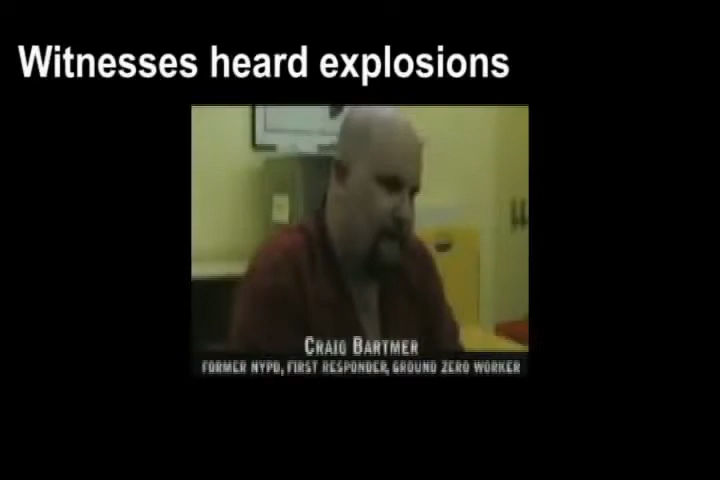 Witnesses heard explosions
CRAIG BARTMER
FORMER NYPD, FIRST RESPONDER, GROUND ZERO WORKER